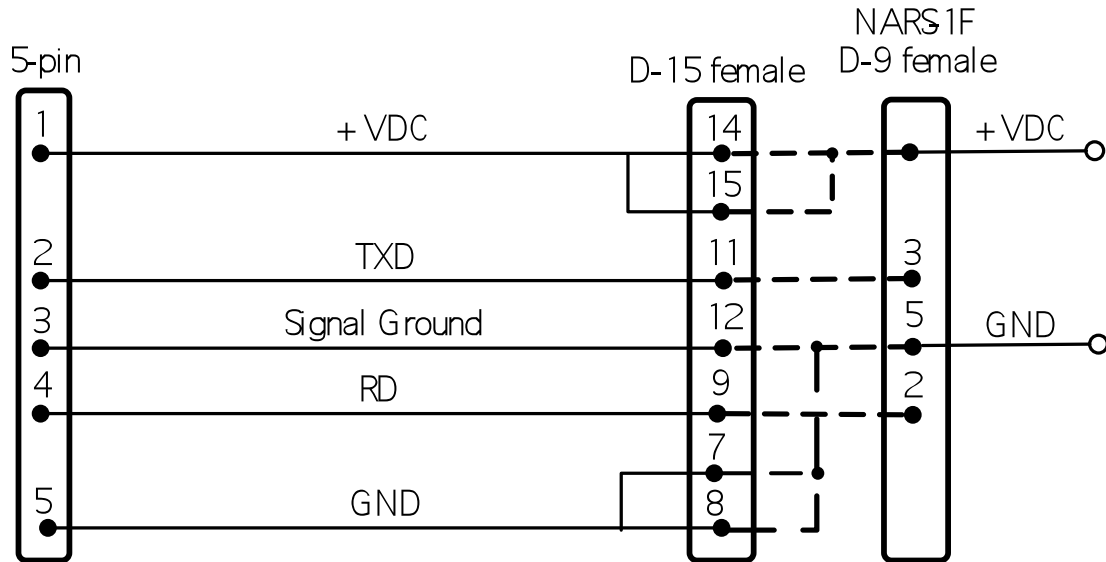 NARS-1F
5-pin
D-15 female
D-9 female
1
+ VDC
14
+ VDC
15
2
TXD
11
3
3
Signal Ground
12
5
GND
4
RD
9
2
7
5
GND
8